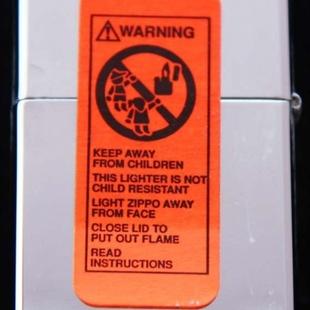 WARNING
KEEP AWAY
FROM CHILDREN
THIS LIGHTER IS NOT
CHILD RESISTANT
LIGHT ZIPPO AWAY
FROM FACE
CLOSE LID TO
PUT OUT FLAME
READ
INSTRUCTIONS